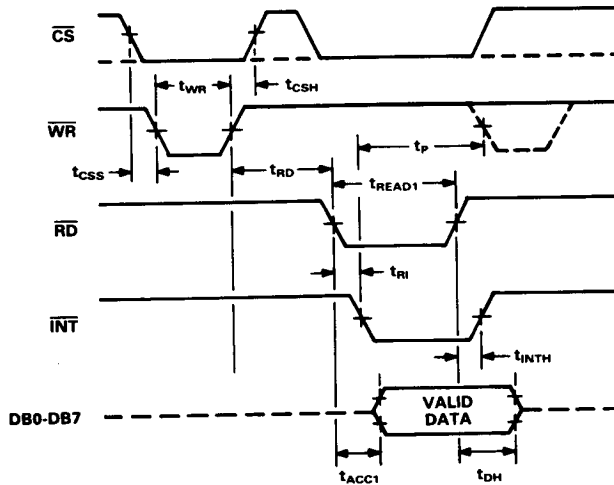 CS
tWR
tCSH
WR
tP
tCSS
tRD
tREAD1
RD
tRI
INT
tINTH
DB0-DB7
VALID
DATA
tACC1
tDH